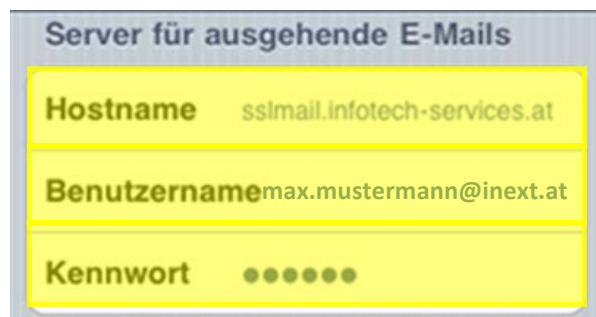 Server für ausgehende E-Mails
Hostname sslmail.infotech-services.at
Benutzername max.mustermann@inext.at
Kennwort ●●●●●●